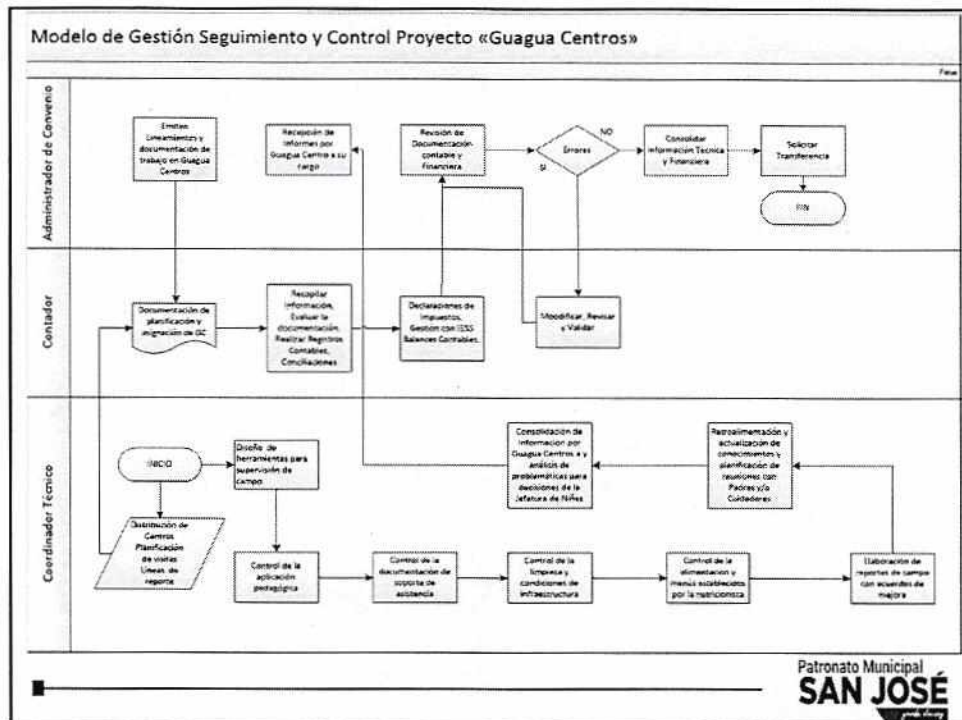 Modelo de Gestión Seguimiento y Control Proyecto «Guagua Centros»
Fase
Administrador de Convenio
Emiten
Lineamientos y
documentación de
trabajo en Guagua
Centros
Recepción de
Informes por
Guagua Centro a su
cargo
Revisión de
Documentación
contable y
Financiera
Errores
NO
SI
Consolidar
Información Técnica
y Financiera
Solicitar
Transferencia
FIN
Contador
Documentación de
planificación y
asignación de GC
Recopilar
Información,
Evaluar la
documentación,
Realizar Registros
Contables,
Conciliaciones
Declaraciones de
Impuestos,
Gestión con IESS
Balances Contables.
Moodificar, Revisar
y Validar
Coordinador Técnico
INICIO
Diseño de
herramientas para
supervisión de
campo
Consolidación de
Informacion por
Guagua Centros a y
análisis de
problemáticas para
decisiones de la
Jefatura de Niñes
Retroalimentación y
actualización de
conocimientos y
planificación de
reuniones con
Padres y/o
Cuidadores
Distribución de
Centros
Planificación
de visitas
Líneas de
reporte
Control de la
aplicación
pedagógica
Control de la
documentación de
soporte de
asistencia
Control de la
limpieza y
condiciones de
infraestructura
Control de la
alimentación y
menús establecidos
por la nutricionista
Elaboración de
reportes de campo
con acuerdos de
mejora
Patronato Municipal
SAN JOSÉ